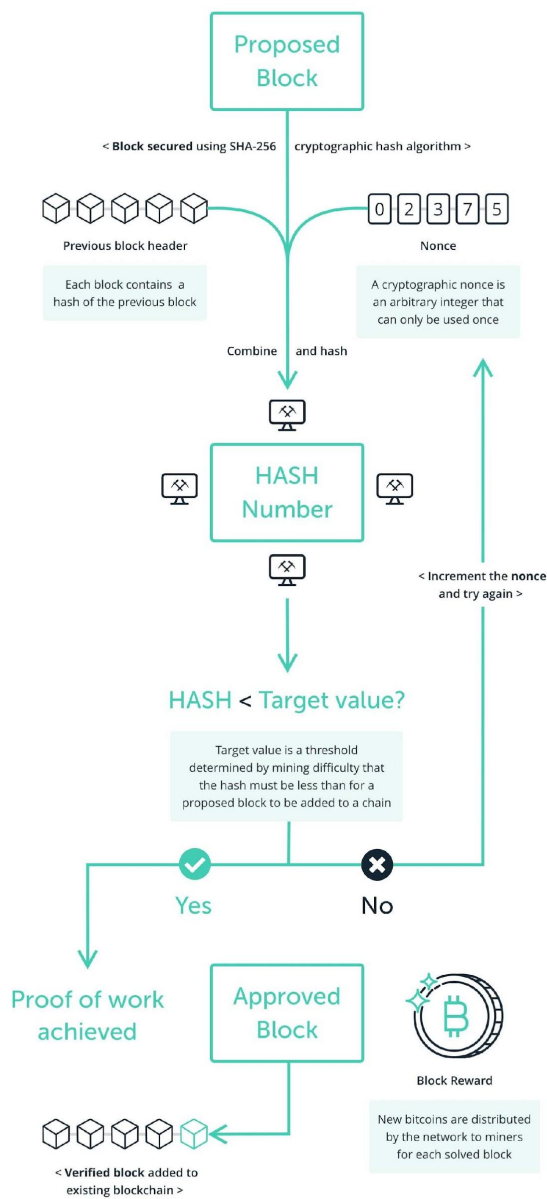 Proposed
Block
< Block secured using SHA-256 cryptographic hash algorithm >
0 2 3 7 5
Previous block header
Nonce
Each block contains a
hash of the previous block
A cryptographic nonce is
an arbitrary integer that
can only be used once
Combine and hash
HASH
Number
< Increment the nonce
and try again >
HASH < Target value?
Target value is a threshold
determined by mining difficulty that
the hash must be less than for a
proposed block to be added to a chain
Yes
No
Proof of work
achieved
Approved
Block
Block Reward
New bitcoins are distributed
by the network to miners
for each solved block
< Verified block added to
existing blockchain >